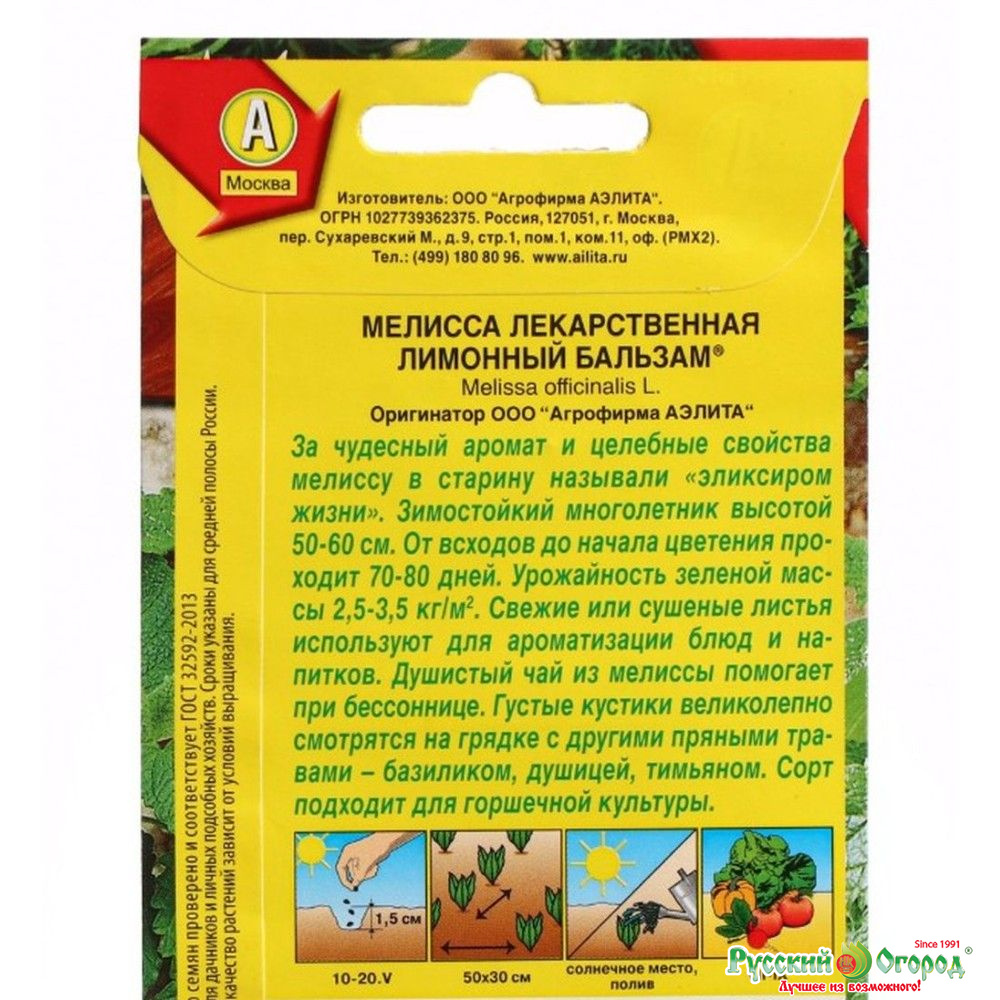 А
Москва
Изготовитель: ООО "Агрофирма АЭЛИТА".
ОГРН 1027739362375. Россия,127051, г. Москва,
пер. Сухаревский М., д.9, стр.1, пом.1, ком.11, оф. (РМХ2).
Тел.: (499) 180 80 96. www.ailita.ru
МЕЛИССА ЛЕКАРСТВЕННАЯ
ЛИМОННЫЙ БАЛЬЗАМ®
Melissa officinalis L.
Оригинатор ООО "Агрофирма АЭЛИТА"
За чудесный аромат и целебные свойства
мелиссу в старину называли «эликсиром
жизни». Зимостойкий многолетник высотой
50-60 см. От всходов до начала цветения про-
ходит 70-80 дней. Урожайность зеленой мас-
сы 2,5-3,5 кг/м². Свежие или сушеные листья
используют для ароматизации блюд и на-
питков. Душистый чай из мелиссы помогает
при бессоннице. Густые кустики великолепно
смотрятся на грядке с другими пряными тра-
вами – базиликом, душицей, тимьяном. Сорт
подходит для горшечной культуры.
семян проверено и соответствует ГОСТ 32592-2013
для дачников и личных подсобных хозяйств. Сроки указаны для средней полосы России.
качество растений зависит от условий выращивания.
1,5 см
10-20.V
50х30 см
солнечное место,
полив
Since 1991
Русский Огород®
Лучшее из возможного!